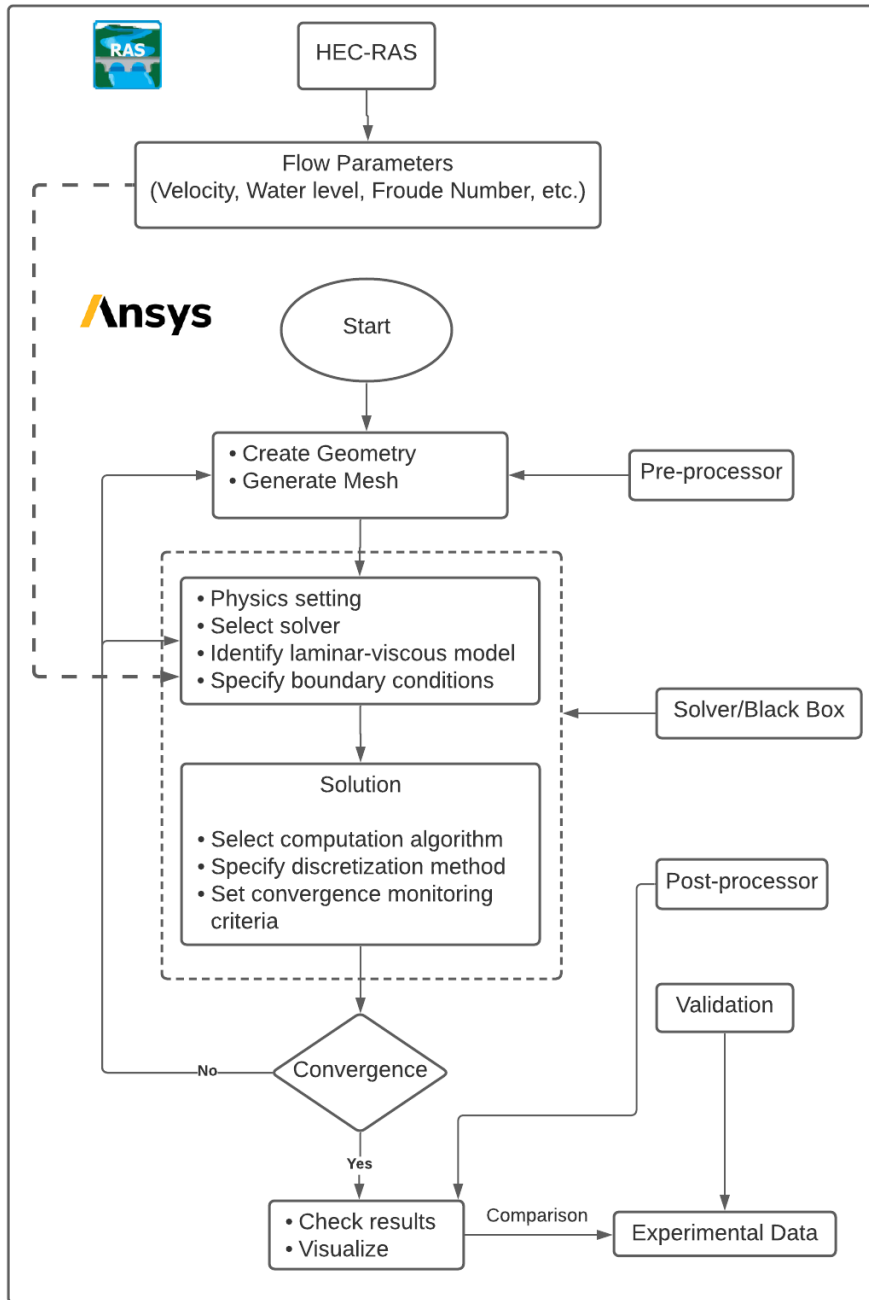 RAS
HEC-RAS
Flow Parameters
(Velocity, Water level, Froude Number, etc.)
Ansys
Start
• Create Geometry
• Generate Mesh
Pre-processor
• Physics setting
• Select solver
• Identify laminar-viscous model
• Specify boundary conditions
Solver/Black Box
Solution
• Select computation algorithm
• Specify discretization method
• Set convergence monitoring
criteria
Post-processor
Validation
Convergence
No
Yes
• Check results
• Visualize
Comparison
Experimental Data